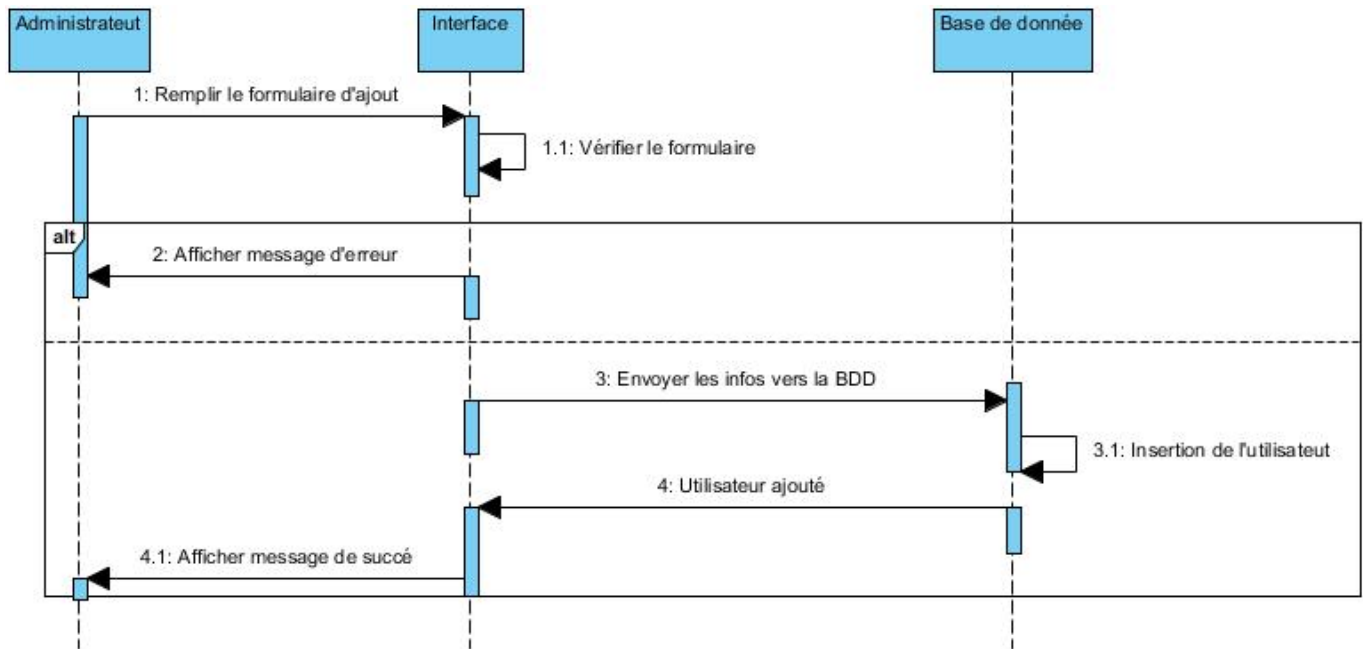 Administrateut
Interface
Base de donnée
1: Remplir le formulaire d'ajout
1.1: Vérifier le formulaire
alt
2: Afficher message d'erreur
3: Envoyer les infos vers la BDD
3.1: Insertion de l'utilisateut
4: Utilisateur ajouté
4.1: Afficher message de succé